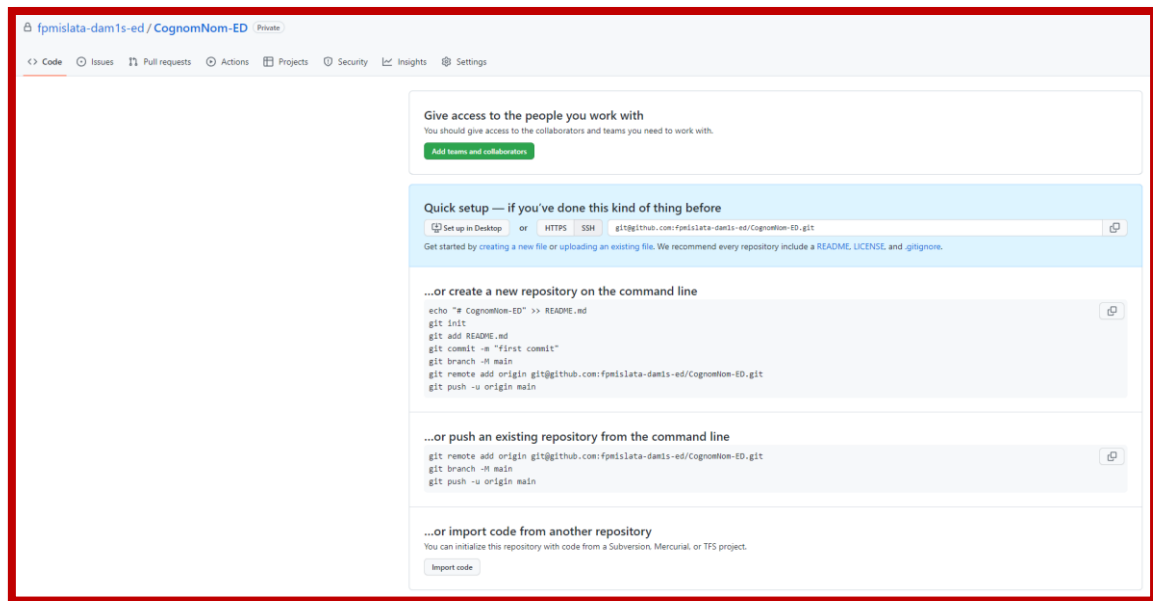 fpmislata-dam1s-ed / CognomNom-ED Private
<> Code Issues Pull requests Actions Projects Security Insights Settings
Give access to the people you work with
You should give access to the collaborators and teams you need to work with.
Add teams and collaborators
Quick setup — if you've done this kind of thing before
Set up in Desktop or HTTPS SSH git@github.com:fpmislata-dam1s-ed/CognomNom-ED.git
Get started by creating a new file or uploading an existing file. We recommend every repository include a README, LICENSE, and .gitignore.
...or create a new repository on the command line
echo "# CognomNom-ED" >> README.md
git init
git add README.md
git commit -m "first commit"
git branch -M main
git remote add origin git@github.com:fpmislata-dam1s-ed/CognomNom-ED.git
git push -u origin main
...or push an existing repository from the command line
git remote add origin git@github.com:fpmislata-dam1s-ed/CognomNom-ED.git
git branch -M main
git push -u origin main
...or import code from another repository
You can initialize this repository with code from a Subversion, Mercurial, or TFS project.
Import code